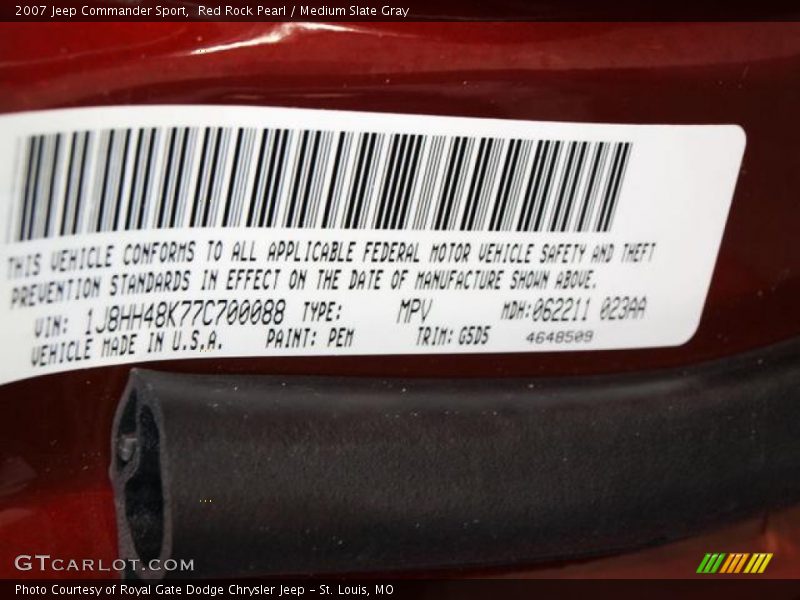 2007 Jeep Commander Sport,  Red Rock Pearl / Medium Slate Gray
THIS VEHICLE CONFORMS TO ALL APPLICABLE FEDERAL MOTOR VEHICLE SAFETY AND THEFT
PREVENTION STANDARDS IN EFFECT ON THE DATE OF MANUFACTURE SHOWN ABOVE.
VIN: 1J8HH48K77C700088 TYPE: MPV MDH:062211 023AA
VEHICLE MADE IN U.S.A. PAINT: PEM TRIM: G5D5 4648509
GTCARLOT.COM
Photo Courtesy of Royal Gate Dodge Chrysler Jeep - St. Louis, MO